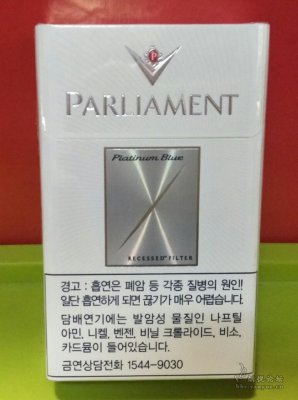 P
PARLIAMENT
Platinum Blue
RECESSED FILTER
경고 : 흡연은 폐암 등 각종 질병의 원인!!
일단 흡연하게 되면 끊기가 매우 어렵습니다.
담배연기에는 발암성 물질인 나프틸
아민, 니켈, 벤젠, 비닐 크롤라이드, 비소,
카드뮴이 들어있습니다.
금연상담전화 1544-9030